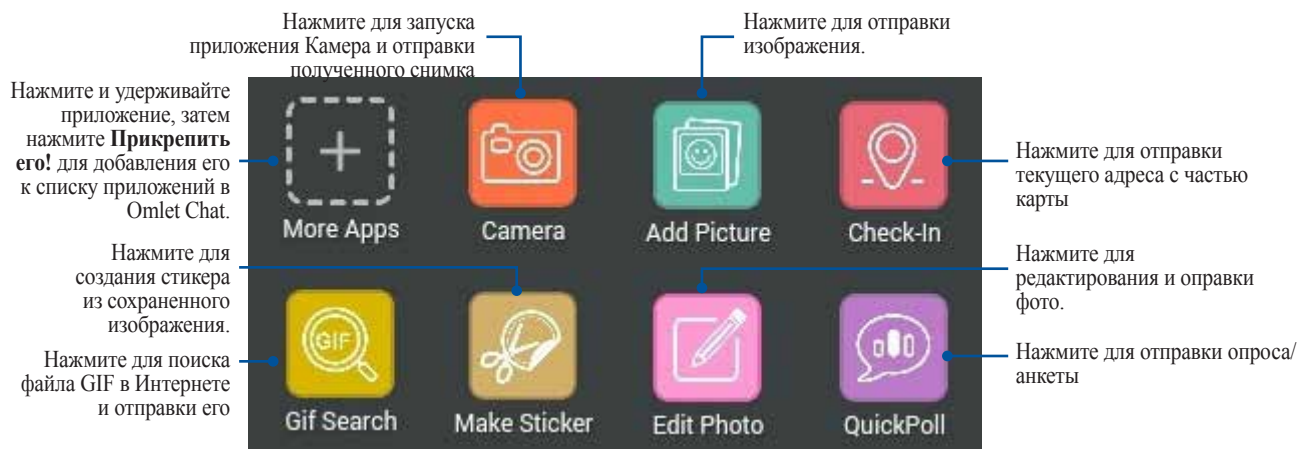 Нажмите для запуска
приложения Камера и отправки
полученного снимка
Нажмите для отправки
изображения.
Нажмите и удерживайте
приложение, затем
нажмите Прикрепить
его! для добавления его
к списку приложений в
Omlet Chat.
Нажмите для отправки
текущего адреса с частью
карты
More Apps
Camera
Add Picture
Check-In
Нажмите для
создания стикера
из сохраненного
изображения.
Нажмите для
редактирования и оправки
фото.
Нажмите для поиска
файла GIF в Интернете
и отправки его
GIF
Нажмите для отправки опроса/
анкеты
Gif Search
Make Sticker
Edit Photo
QuickPoll